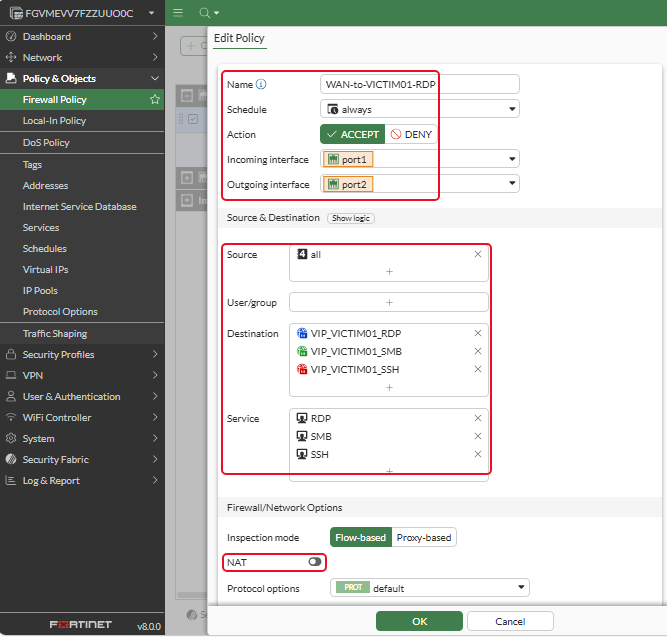 FGVMEVV7FZZUUO0C
Dashboard
Network
Policy & Objects
Firewall Policy
Local-In Policy
DoS Policy
Tags
Addresses
Internet Service Database
Services
Schedules
Virtual IPs
IP Pools
Protocol Options
Traffic Shaping
Security Profiles
VPN
User & Authentication
WiFi Controller
System
Security Fabric
Log & Report
FORTINET v8.0.0
Edit Policy
Name WAN-to-VICTIM01-RDP
Schedule always
Action ACCEPT DENY
Incoming interface port1
Outgoing interface port2
Source & Destination Show logic
Source 4 all
User/group
Destination VIP_VICTIM01_RDP
VIP_VICTIM01_SMB
VIP_VICTIM01_SSH
Service RDP
SMB
SSH
Firewall/Network Options
Inspection mode Flow-based Proxy-based
NAT
Protocol options PROT default
OK Cancel